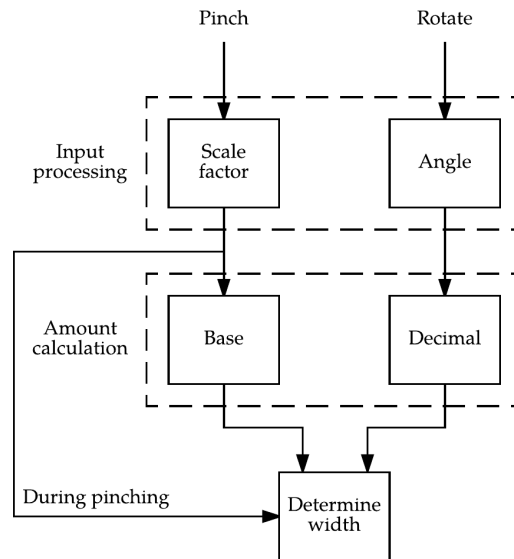 Pinch
Rotate
Input
processing
Scale
factor
Angle
Amount
calculation
Base
Decimal
During pinching
Determine
width